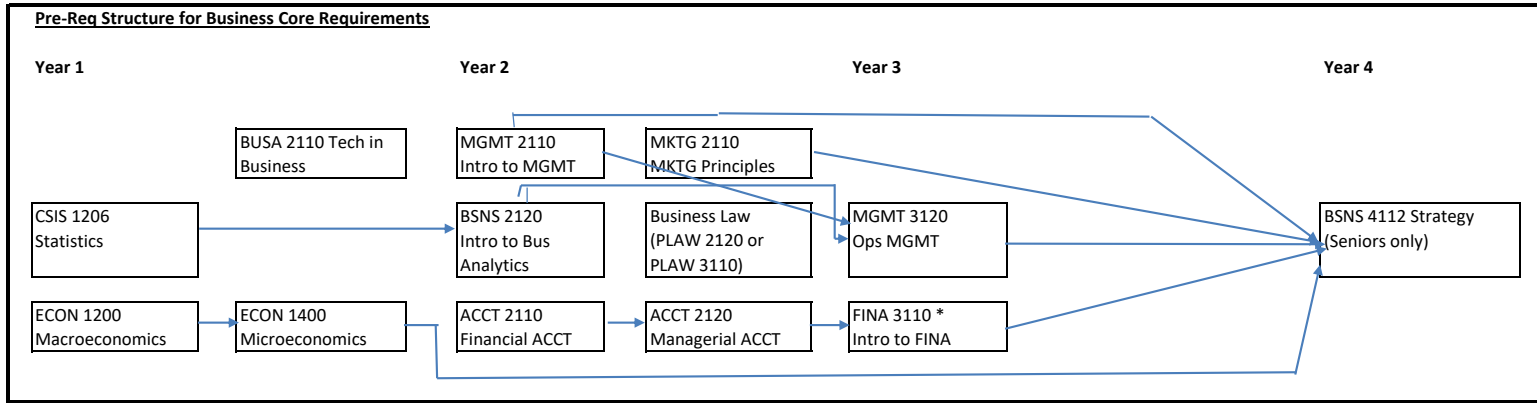 Pre-Req Structure for Business Core Requirements
Year 1
Year 2
Year 3
Year 4
BUSA 2110 Tech in
Business
MGMT 2110
Intro to MGMT
MKTG 2110
MKTG Principles
CSIS 1206
Statistics
BSNS 2120
Intro to Bus
Analytics
Business Law
(PLAW 2120 or
PLAW 3110)
MGMT 3120
Ops MGMT
BSNS 4112 Strategy
(Seniors only)
ECON 1200
Macroeconomics
ECON 1400
Microeconomics
ACCT 2110
Financial ACCT
ACCT 2120
Managerial ACCT
FINA 3110 *
Intro to FINA